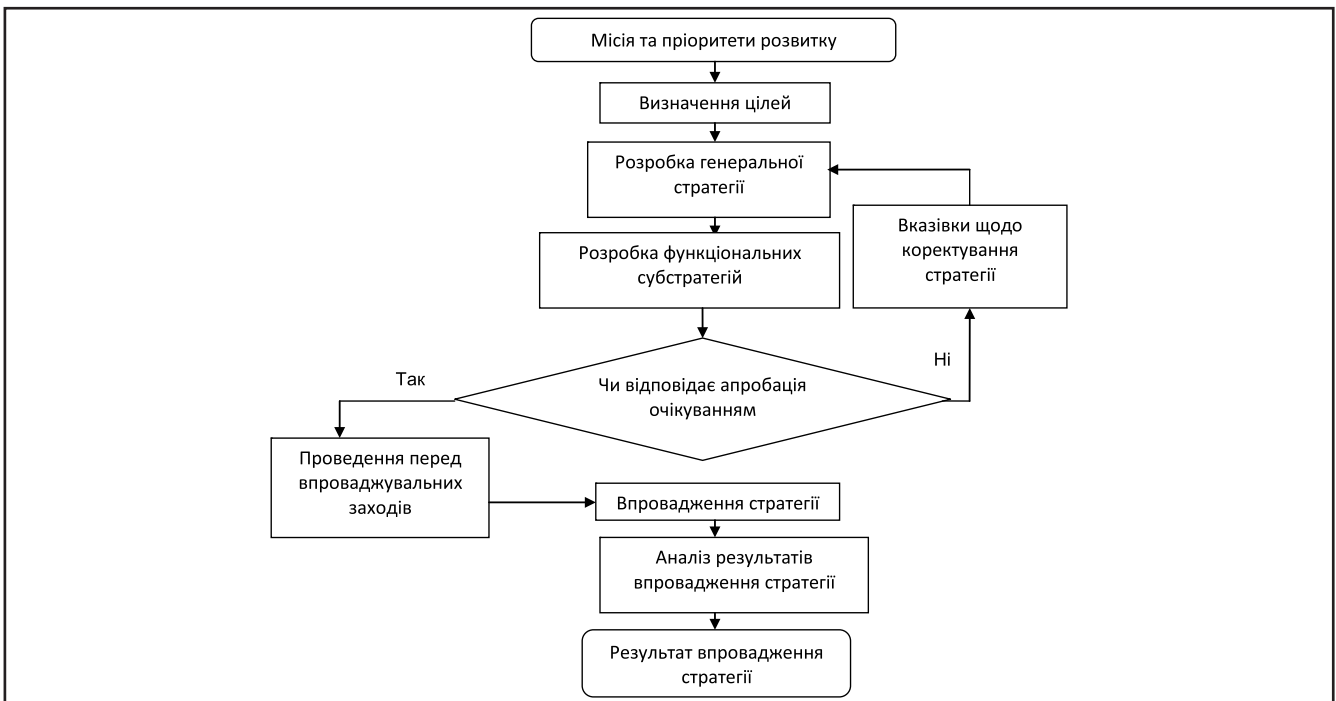 Місія та пріоритети розвитку
Визначення цілей
Розробка генеральної
стратегії
Вказівки щодо
коректування
стратегії
Розробка функціональних
субстратегій
Ні
Так
Чи відповідає апробація
очікуванням
Проведення перед
впроваджувальних
заходів
Впровадження стратегії
Аналіз результатів
впровадження стратегії
Результат впровадження
стратегії